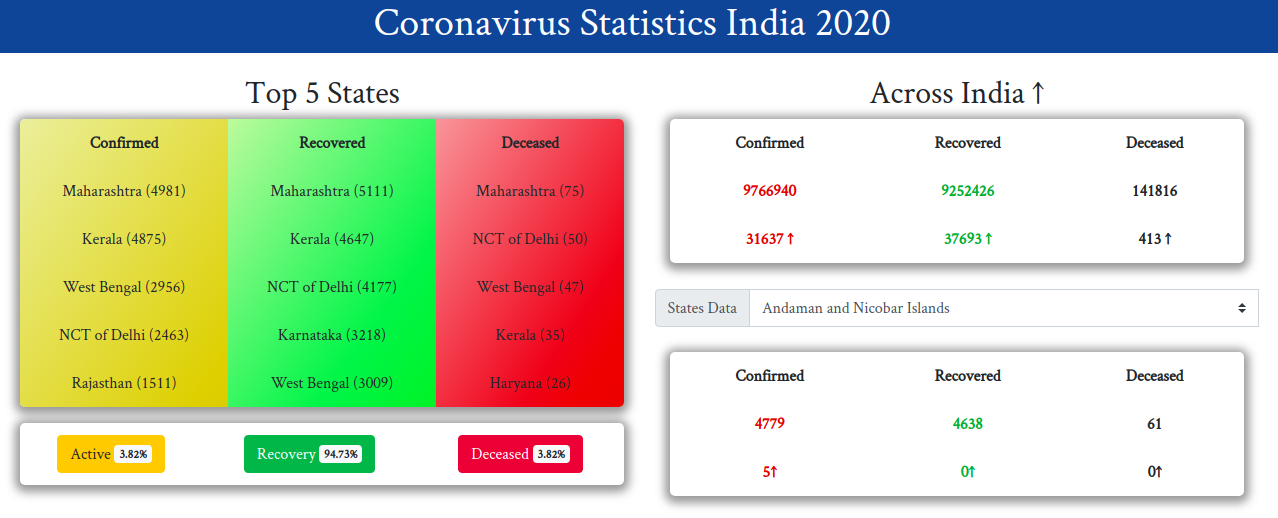 Coronavirus Statistics India 2020
Top 5 States
Confirmed Recovered Deceased
Maharashtra (4981) Maharashtra (5111) Maharashtra (75)
Kerala (4875) Kerala (4647) NCT of Delhi (50)
West Bengal (2956) NCT of Delhi (4177) West Bengal (47)
NCT of Delhi (2463) Karnataka (3218) Kerala (35)
Rajasthan (1511) West Bengal (3009) Haryana (26)
Active 3.82% Recovery 94.73% Deceased 3.82%
Across India ↑
Confirmed Recovered Deceased
9766940 9252426 141816
31637↑ 37693↑ 413↑
States Data Andaman and Nicobar Islands
Confirmed Recovered Deceased
4779 4638 61
5↑ 0↑ 0↑